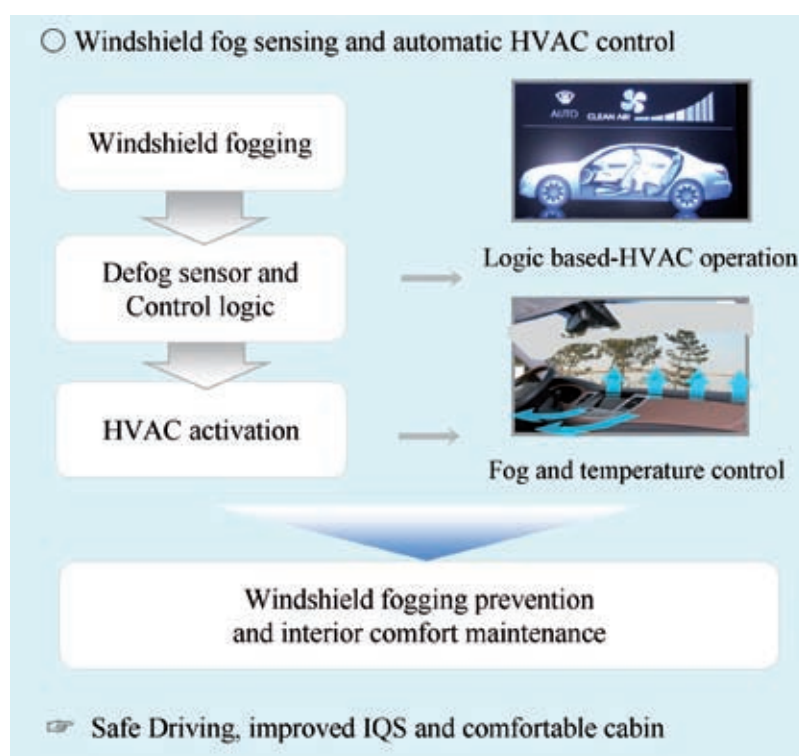 ○ Windshield fog sensing and automatic HVAC control
Windshield fogging
AUTO
CLEAN AIR
Defog sensor and
Control logic
Logic based-HVAC operation
HVAC activation
Fog and temperature control
Windshield fogging prevention
and interior comfort maintenance
☞ Safe Driving, improved IQS and comfortable cabin